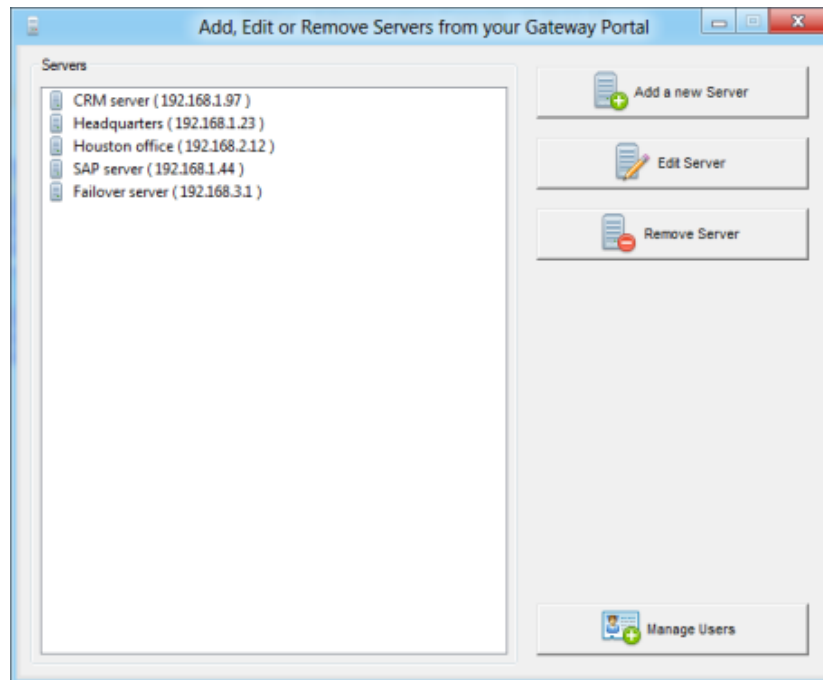 Add, Edit or Remove Servers from your Gateway Portal
Servers
CRM server ( 192.168.1.97 )
Headquarters ( 192.168.1.23 )
Houston office ( 192.168.2.12 )
SAP server ( 192.168.1.44 )
Failover server ( 192.168.3.1 )
Add a new Server
Edit Server
Remove Server
Manage Users